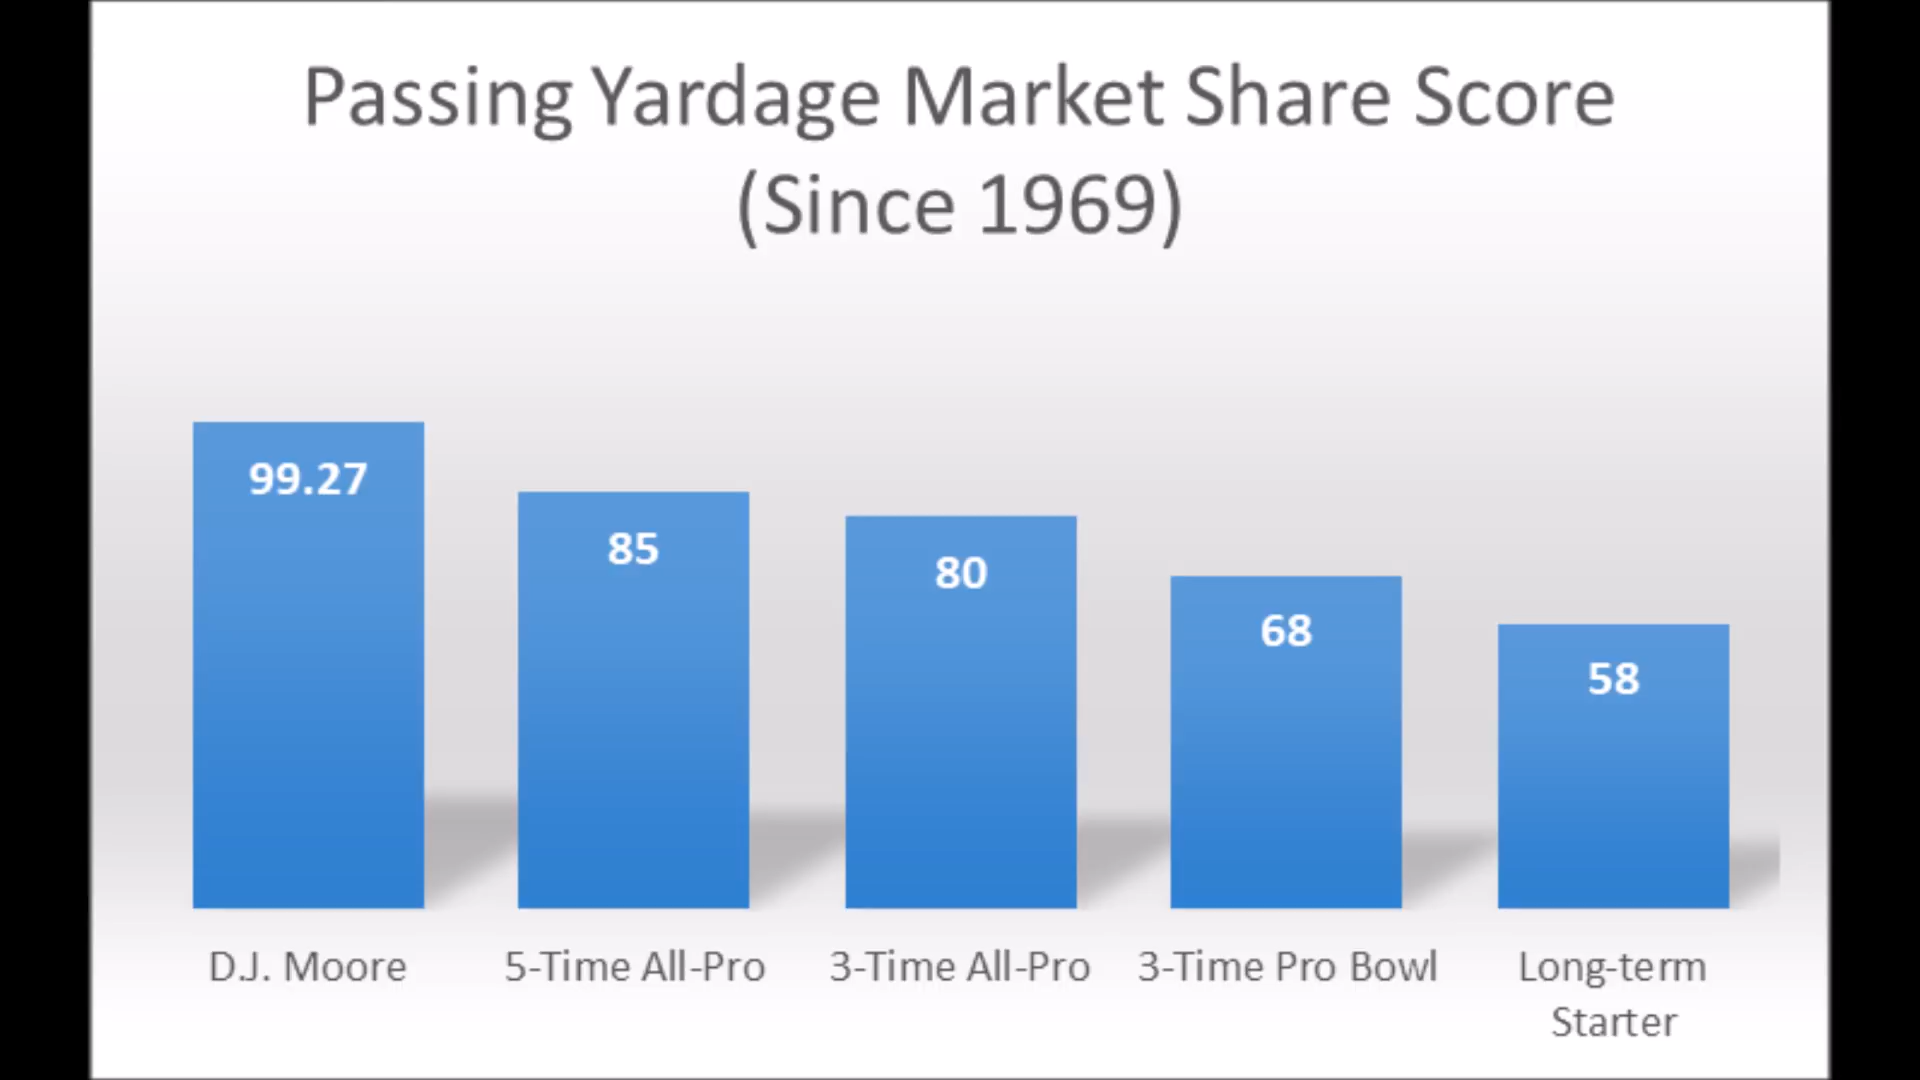 Passing Yardage Market Share Score
(Since 1969)
99.27
85
80
68
58
D.J. Moore
5-Time All-Pro
3-Time All-Pro
3-Time Pro Bowl
Long-term
Starter